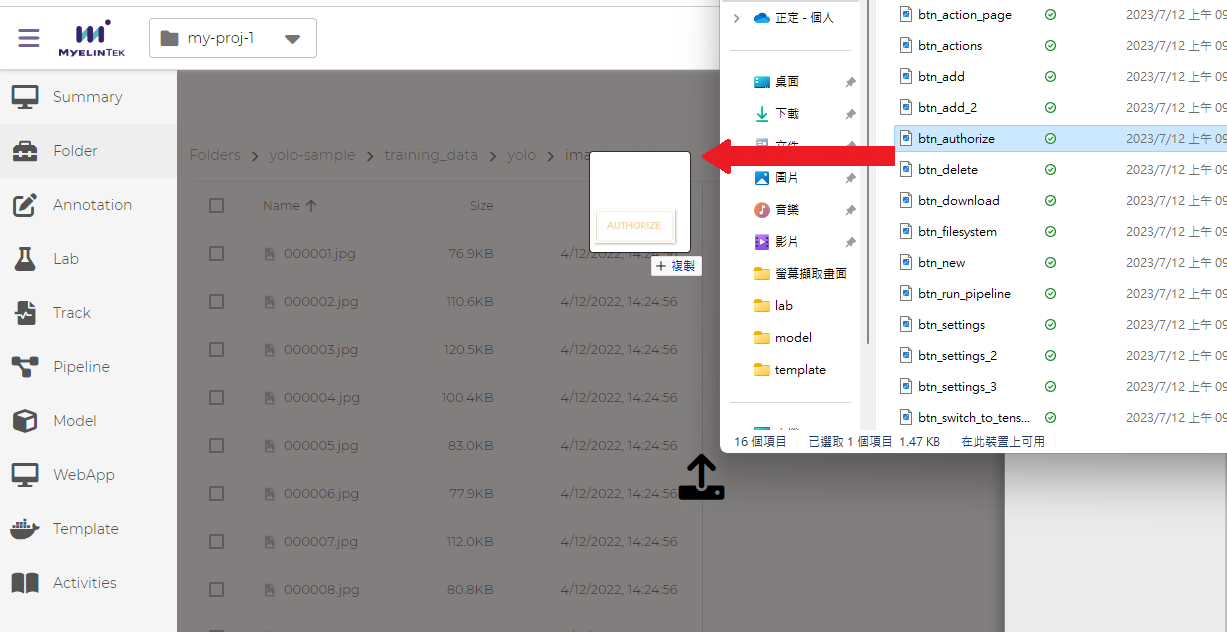 MYELINTEK
my-proj-1
Summary
Folder
Annotation
Lab
Track
Pipeline
Model
WebApp
Template
Activities
Folders > yolo-sample > training_data > yolo > ima
Name ↑ Size
000001.jpg 76.9KB 4/12/2022, 14:24:56
000002.jpg 110.6KB 4/12/2022, 14:24:56
000003.jpg 120.5KB 4/12/2022, 14:24:56
000004.jpg 100.4KB 4/12/2022, 14:24:56
000005.jpg 83.0KB 4/12/2022, 14:24:56
000006.jpg 77.9KB 4/12/2022, 14:24:56
000007.jpg 112.0KB 4/12/2022, 14:24:56
000008.jpg 80.8KB 4/12/2022, 14:24:56
AUTHORIZE
+ 複製
正定 - 個人
桌面
下載
文件
圖片
音樂
影片
螢幕擷取畫面
lab
model
template
btn_action_page 2023/7/12 上午 09
btn_actions 2023/7/12 上午 09
btn_add 2023/7/12 上午 09
btn_add_2 2023/7/12 上午 09
btn_authorize 2023/7/12 上午 09
btn_delete 2023/7/12 上午 09
btn_download 2023/7/12 上午 09
btn_filesystem 2023/7/12 上午 09
btn_new 2023/7/12 上午 09
btn_run_pipeline 2023/7/12 上午 09
btn_settings 2023/7/12 上午 09
btn_settings_2 2023/7/12 上午 09
btn_settings_3 2023/7/12 上午 09
btn_switch_to_tens... 2023/7/12 上午 09
16 個項目 已選取 1 個項目 1.47 KB 在此裝置上可用